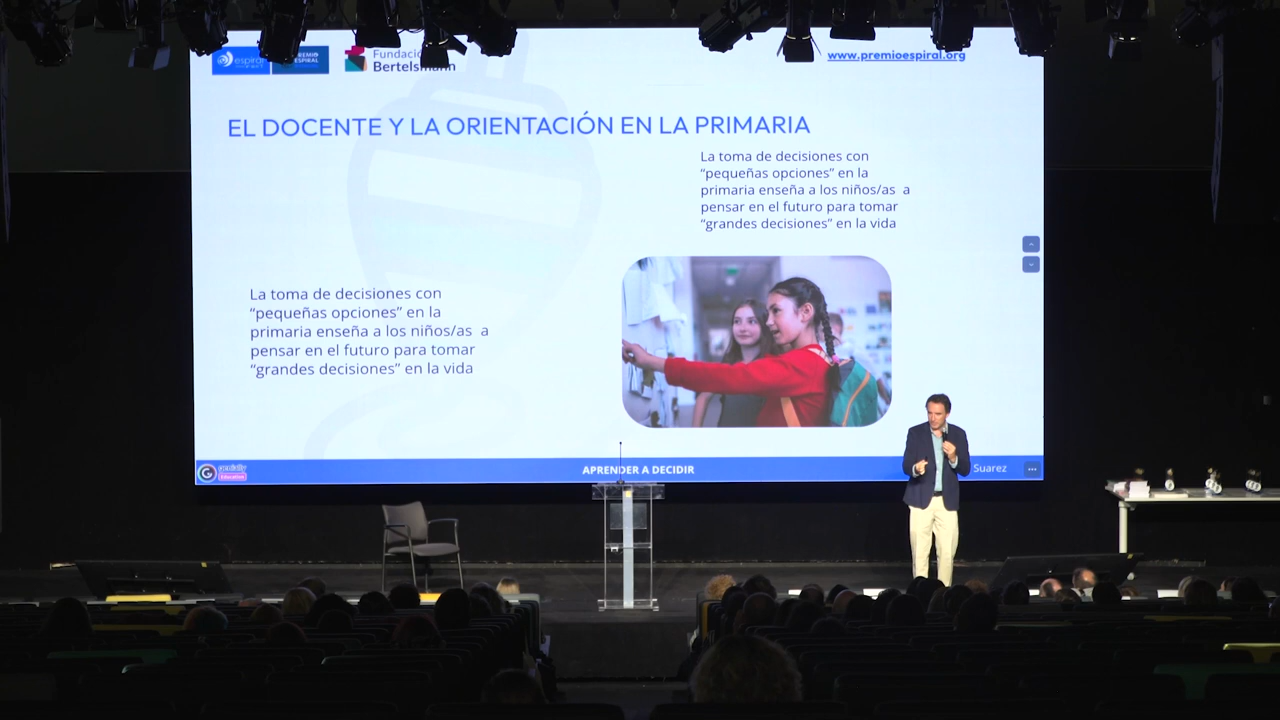 espiral
PREMIO
ESPIRAL
Fundación
Bertelsmann
www.premioespiral.org
EL DOCENTE Y LA ORIENTACIÓN EN LA PRIMARIA
La toma de decisiones con
“pequeñas opciones” en la
primaria enseña a los niños/as a
pensar en el futuro para tomar
“grandes decisiones” en la vida
La toma de decisiones con
“pequeñas opciones” en la
primaria enseña a los niños/as a
pensar en el futuro para tomar
“grandes decisiones” en la vida
genially
Education
APRENDER A DECIDIR
Suarez